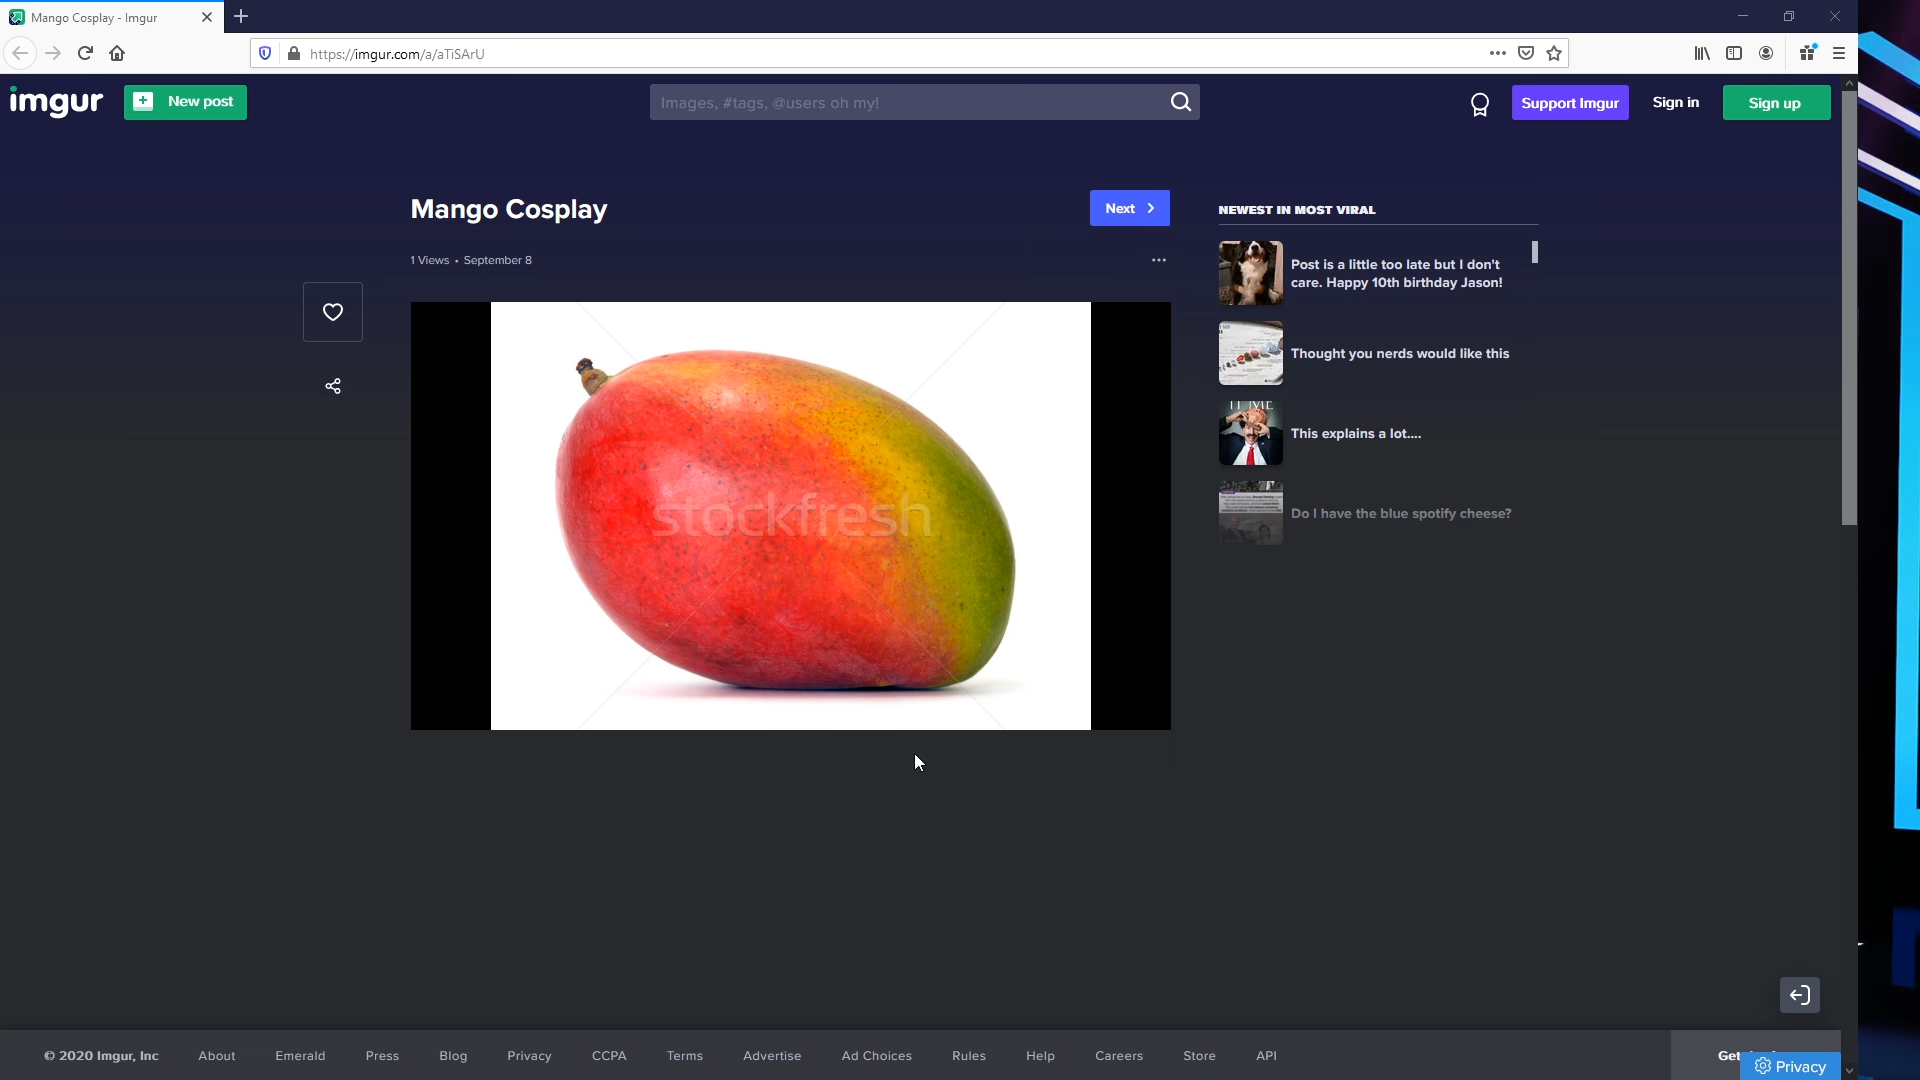 Mango Cosplay - Imgur
https://imgur.com/a/aTiSArU
imgur
New post
Images, #tags, @users oh my!
Support Imgur
Sign in
Sign up
Mango Cosplay
Next
1 Views • September 8
stockfresh
NEWEST IN MOST VIRAL
Post is a little too late but I don't
care. Happy 10th birthday Jason!
Thought you nerds would like this
This explains a lot....
Do I have the blue spotify cheese?
© 2020 Imgur, Inc
About
Emerald
Press
Blog
Privacy
CCPA
Terms
Advertise
Ad Choices
Rules
Help
Careers
Store
API
Get
Privacy